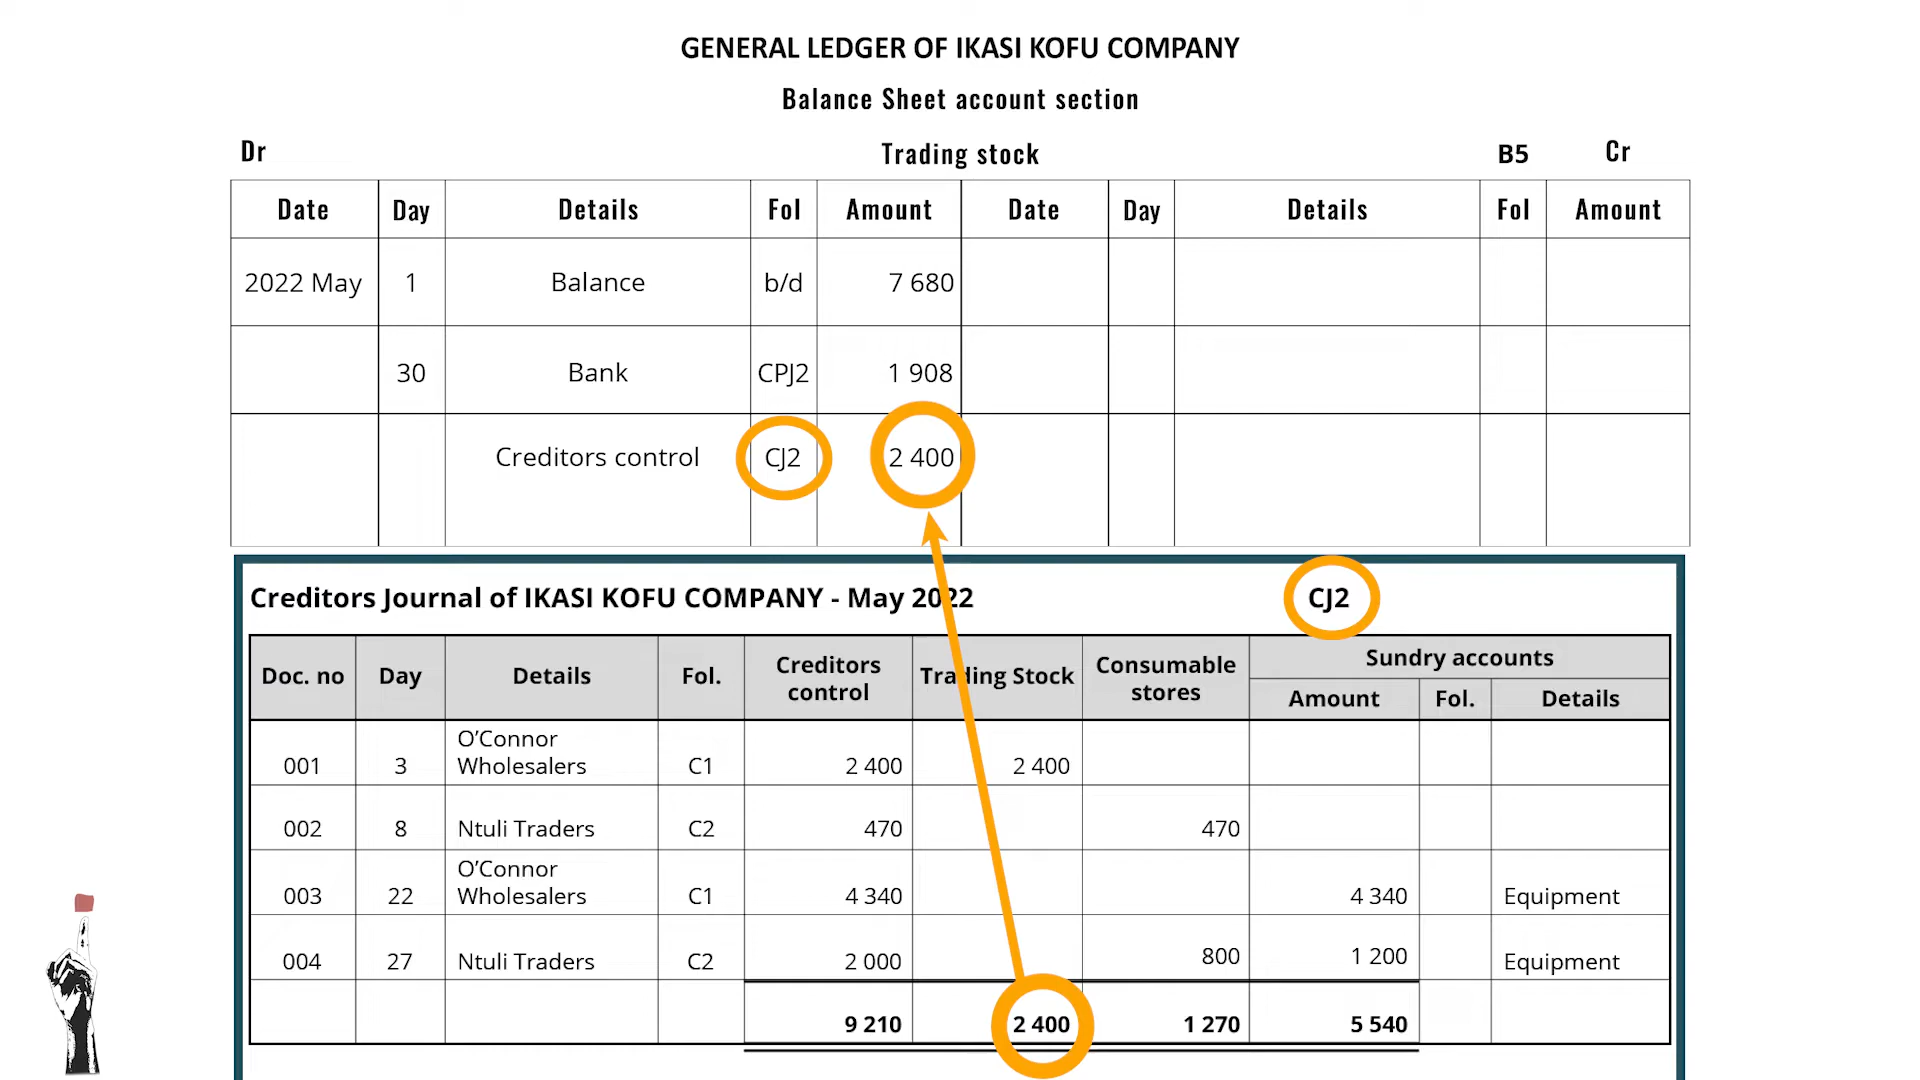 GENERAL LEDGER OF IKASI KOFU COMPANY
Balance Sheet account section
Dr Trading stock B5 Cr
Date Day Details Fol Amount Date Day Details Fol Amount
2022 May 1 Balance b/d 7 680
30 Bank CPJ2 1 908
Creditors control CJ2 2 400
Creditors Journal of IKASI KOFU COMPANY - May 2022 CJ2
Doc. no Day Details Fol. Creditors control Trading Stock Consumable stores Sundry accounts
Amount Fol. Details
001 3 O’Connor Wholesalers C1 2 400 2 400
002 8 Ntuli Traders C2 470 470
003 22 O’Connor Wholesalers C1 4 340 4 340 Equipment
004 27 Ntuli Traders C2 2 000 800 1 200 Equipment
9 210 2 400 1 270 5 540